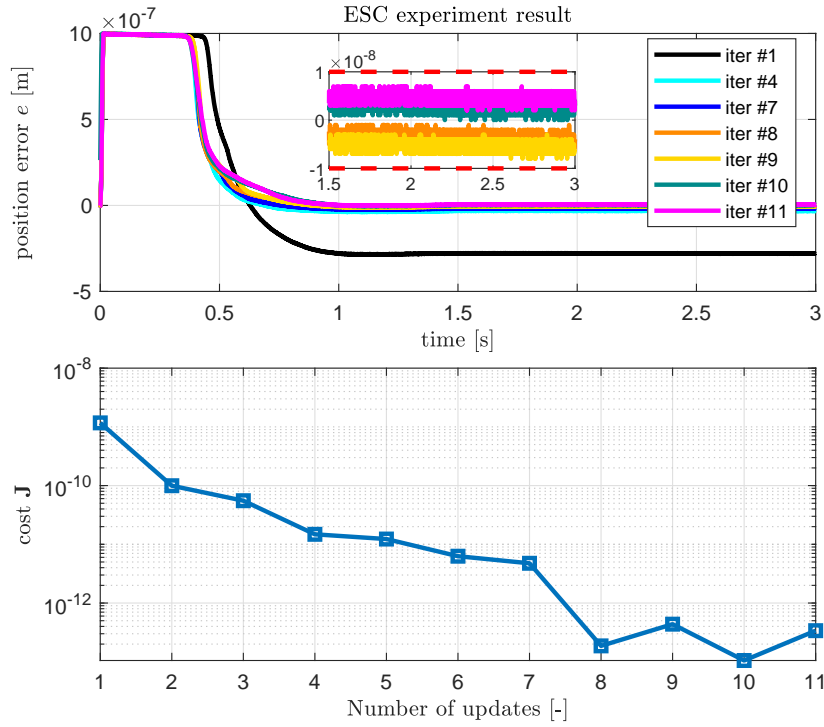 ESC experiment result
×10^-7
10
5
0
-5
position error e [m]
0
0.5
1
1.5
2
2.5
3
time [s]
×10^-8
1
0
-1
1.5
2
2.5
3
iter #1
iter #4
iter #7
iter #8
iter #9
iter #10
iter #11
10^-8
10^-10
10^-12
cost J
1
2
3
4
5
6
7
8
9
10
11
Number of updates [-]